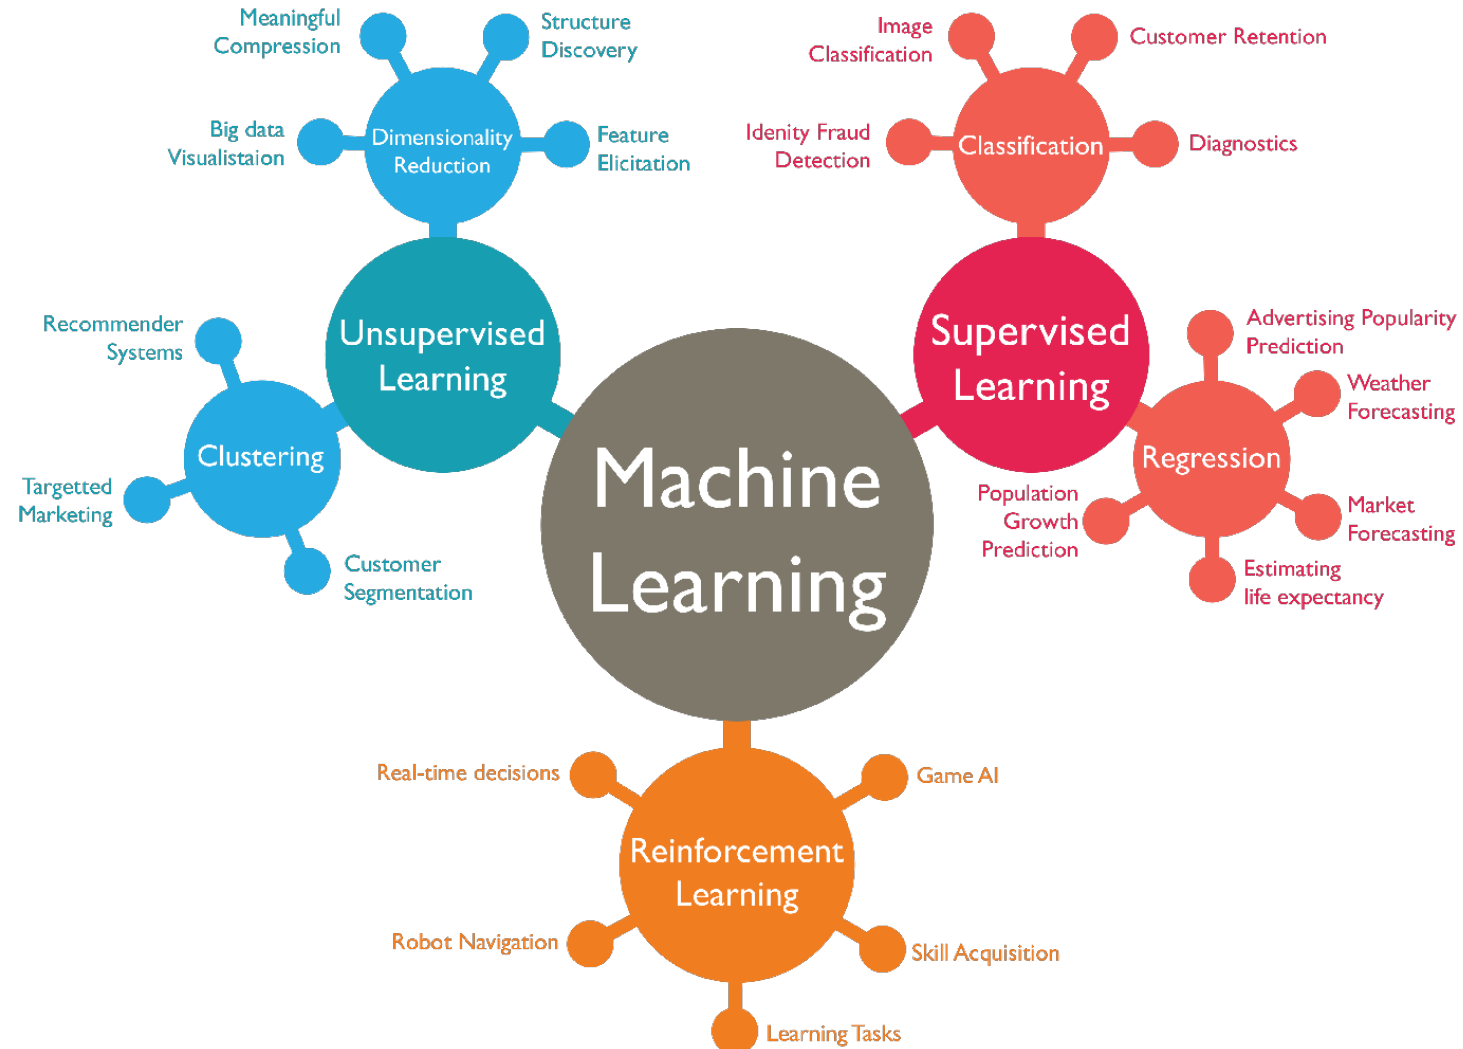 Meaningful
Compression
Structure
Discovery
Big data
Visualistaion
Dimensionality
Reduction
Feature
Elicitation
Image
Classification
Customer Retention
Idenity Fraud
Detection
Classification
Diagnostics
Unsupervised
Learning
Supervised
Learning
Recommender
Systems
Clustering
Targetted
Marketing
Customer
Segmentation
Advertising Popularity
Prediction
Weather
Forecasting
Regression
Population
Growth
Prediction
Market
Forecasting
Estimating
life expectancy
Machine
Learning
Real-time decisions
Game AI
Reinforcement
Learning
Robot Navigation
Skill Acquisition
Learning Tasks